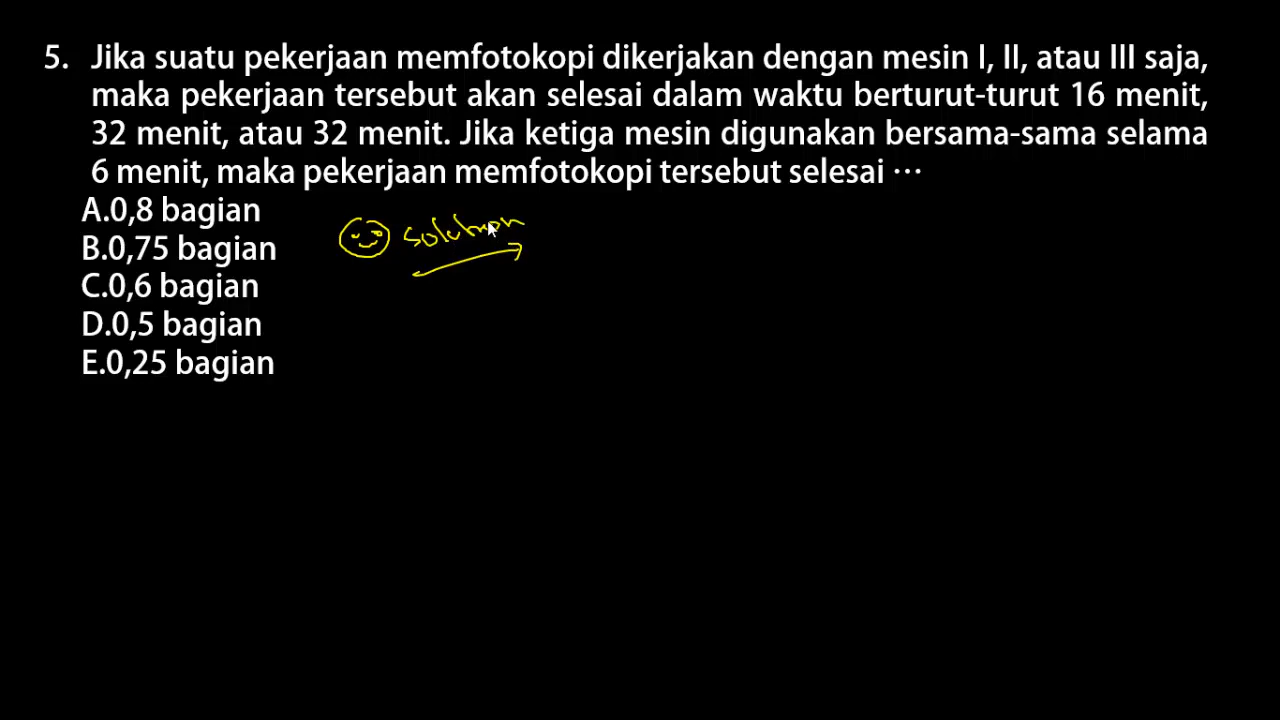 5. Jika suatu pekerjaan memfotokopi dikerjakan dengan mesin I, II, atau III saja,
maka pekerjaan tersebut akan selesai dalam waktu berturut-turut 16 menit,
32 menit, atau 32 menit. Jika ketiga mesin digunakan bersama-sama selama
6 menit, maka pekerjaan memfotokopi tersebut selesai ⋯
A.0,8 bagian
solution
B.0,75 bagian
C.0,6 bagian
D.0,5 bagian
E.0,25 bagian